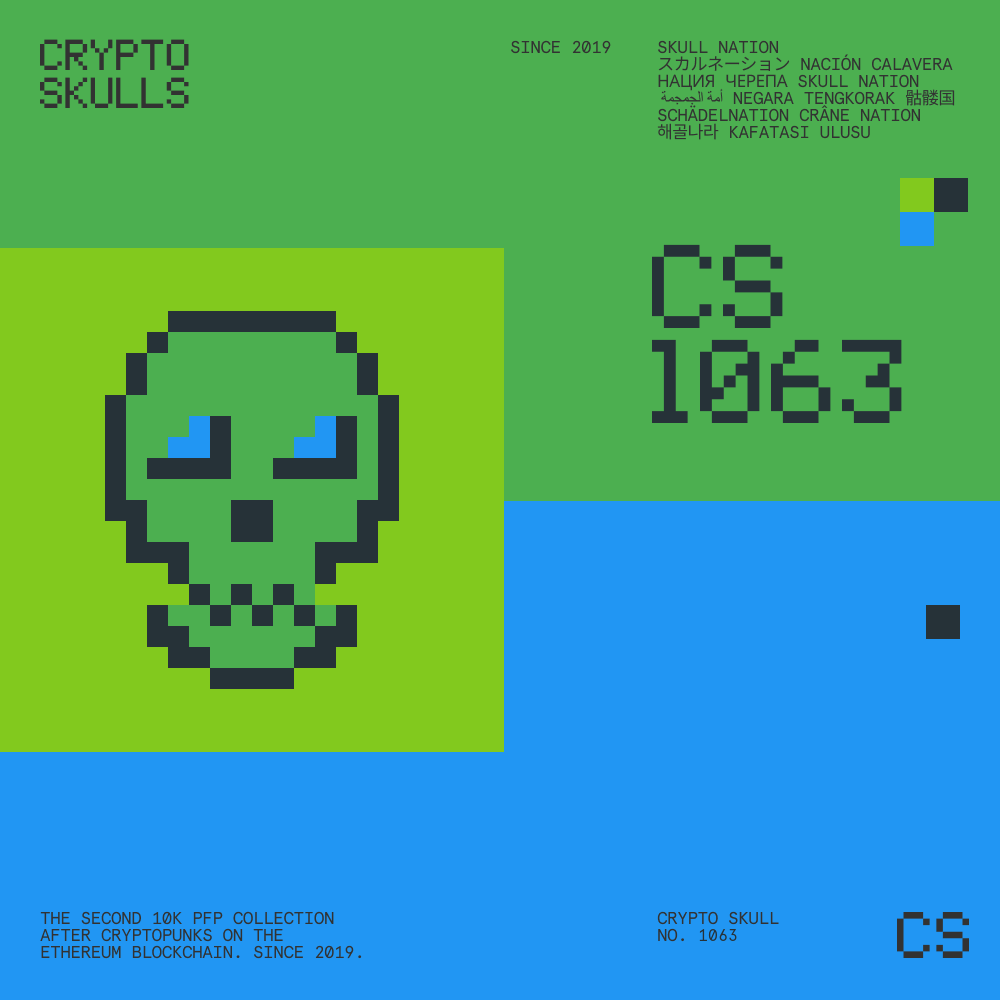 CRYPTO
SKULLS
SINCE 2019
SKULL NATION
スカルネーション NACIÓN CALAVERA
НАЦИЯ ЧЕРЕПА SKULL NATION
أمة الجمجمة NEGARA TENGKORAK 骷髅国
SCHÄDELNATION CRÂNE NATION
해골나라 KAFATASI ULUSU
CS
1063
THE SECOND 10K PFP COLLECTION
AFTER CRYPTOPUNKS ON THE
ETHEREUM BLOCKCHAIN. SINCE 2019.
CRYPTO SKULL
NO. 1063
CS